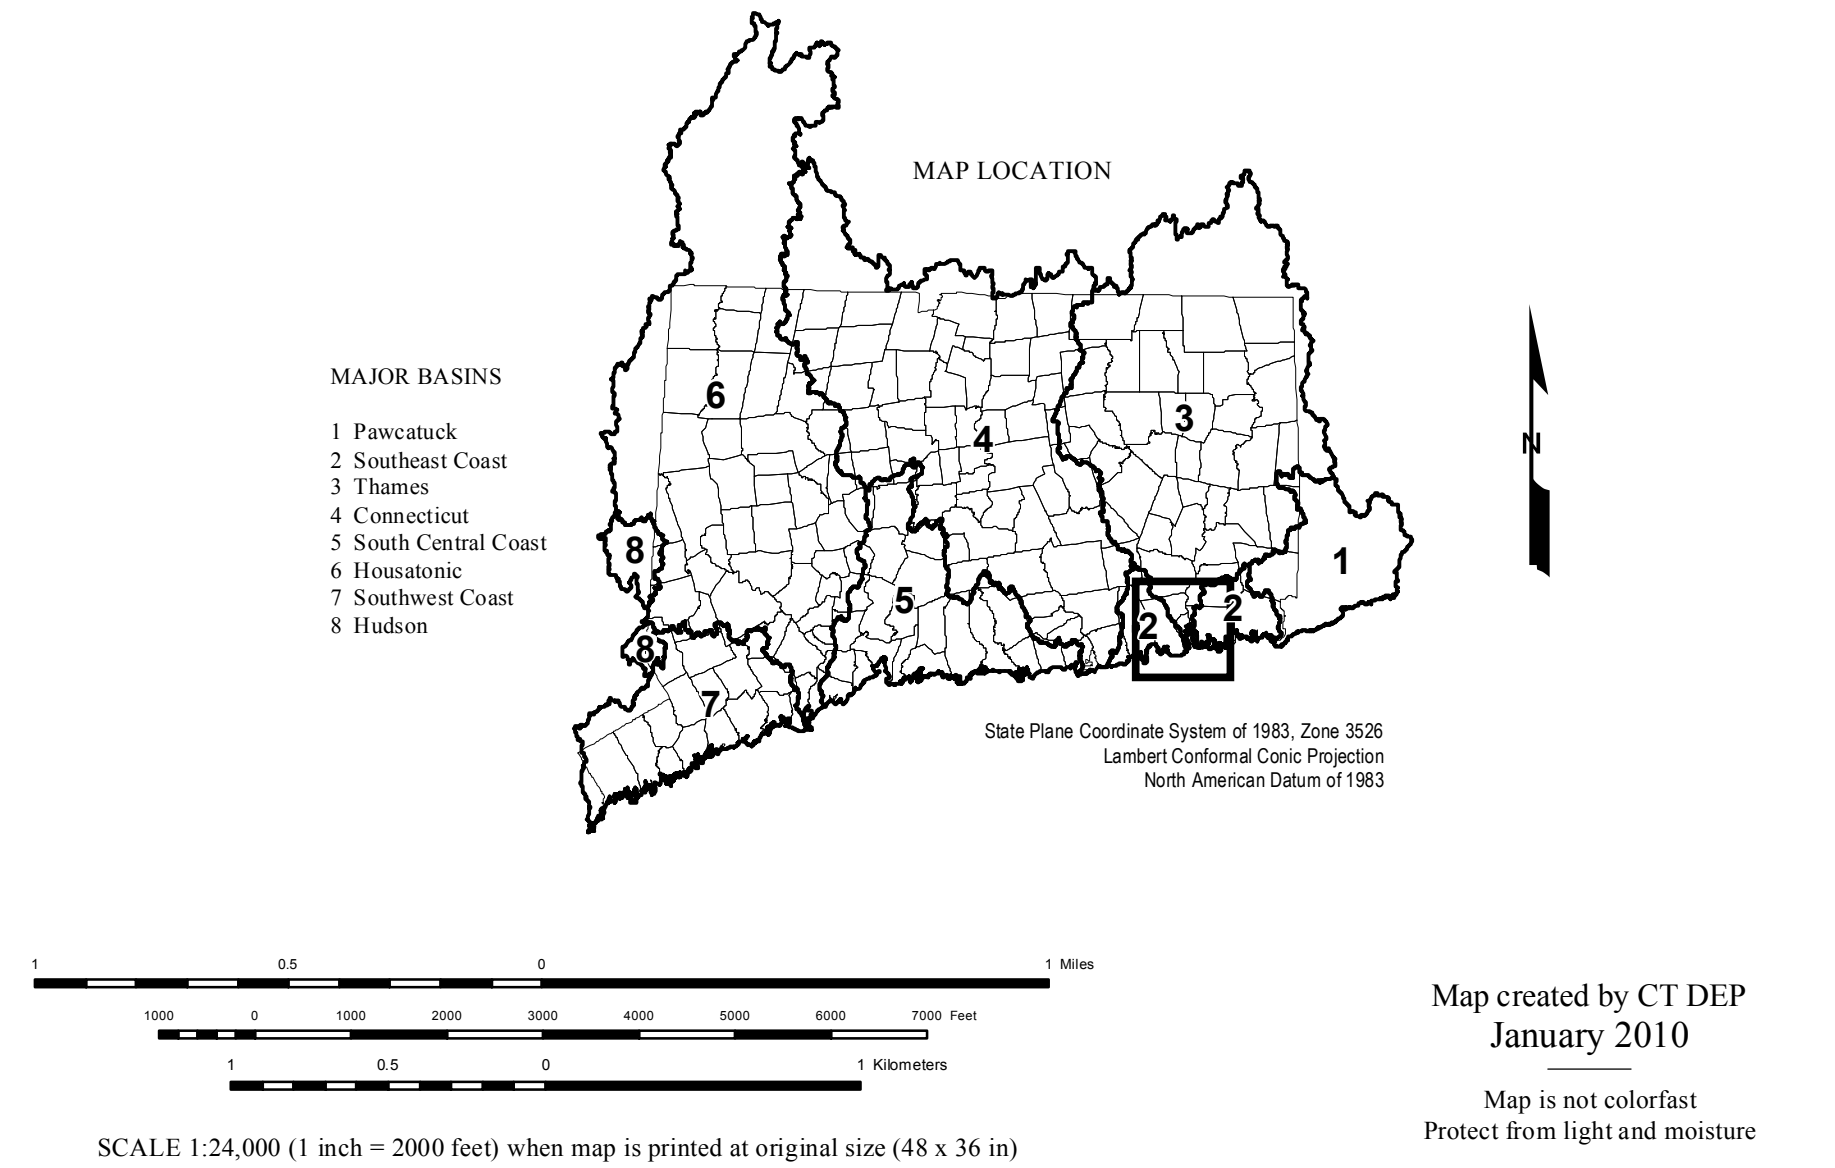 MAP LOCATION
MAJOR BASINS
1 Pawcatuck
2 Southeast Coast
3 Thames
4 Connecticut
5 South Central Coast
6 Housatonic
7 Southwest Coast
8 Hudson
6
3
4
8
1
5
2
2
8
7
N
State Plane Coordinate System of 1983, Zone 3526
Lambert Conformal Conic Projection
North American Datum of 1983
1 0.5 0 1 Miles
1000 0 1000 2000 3000 4000 5000 6000 7000 Feet
1 0.5 0 1 Kilometers
SCALE 1:24,000 (1 inch = 2000 feet) when map is printed at original size (48 x 36 in)
Map created by CT DEP
January 2010
Map is not colorfast
Protect from light and moisture